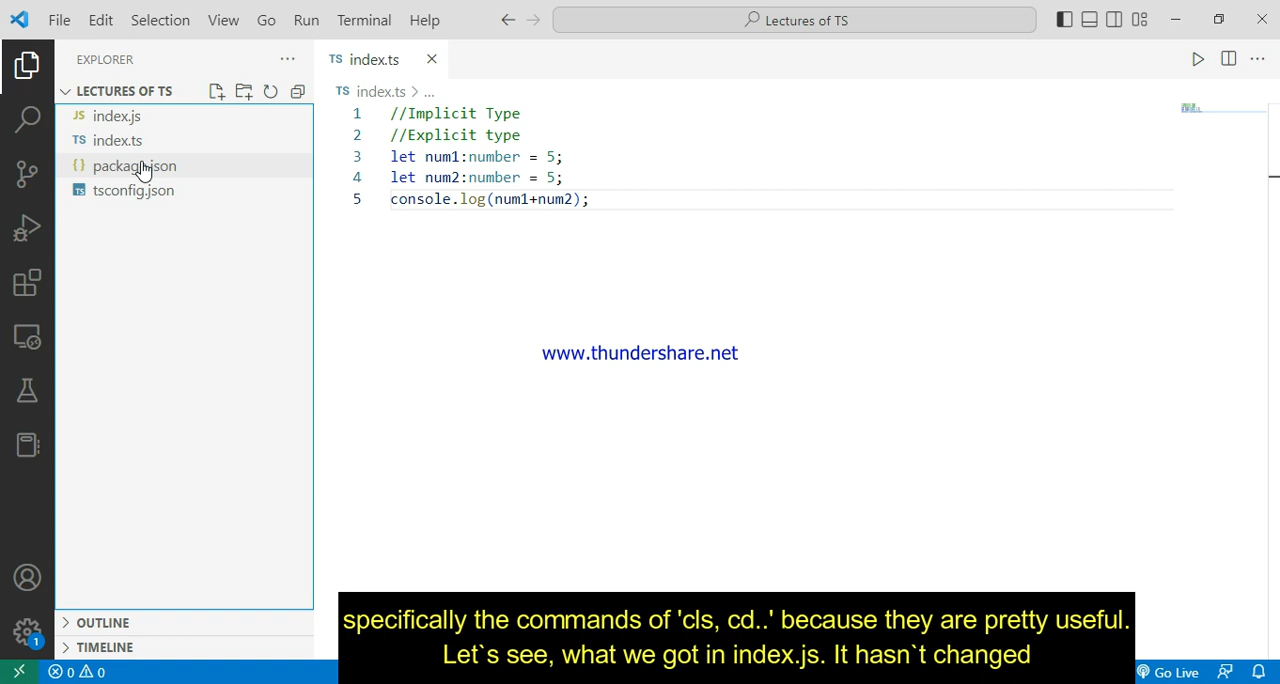 File Edit Selection View Go Run Terminal Help
Lectures of TS
EXPLORER
TS index.ts
LECTURES OF TS
JS index.js
TS index.ts
{} package.json
TS tsconfig.json
OUTLINE
TIMELINE
TS index.ts > ...
1 //Implicit Type
2 //Explicit type
3 let num1:number = 5;
4 let num2:number = 5;
5 console.log(num1+num2);
www.thundershare.net
specifically the commands of 'cls, cd..' because they are pretty useful.
Let`s see, what we got in index.js. It hasn`t changed
1
0 0
Go Live